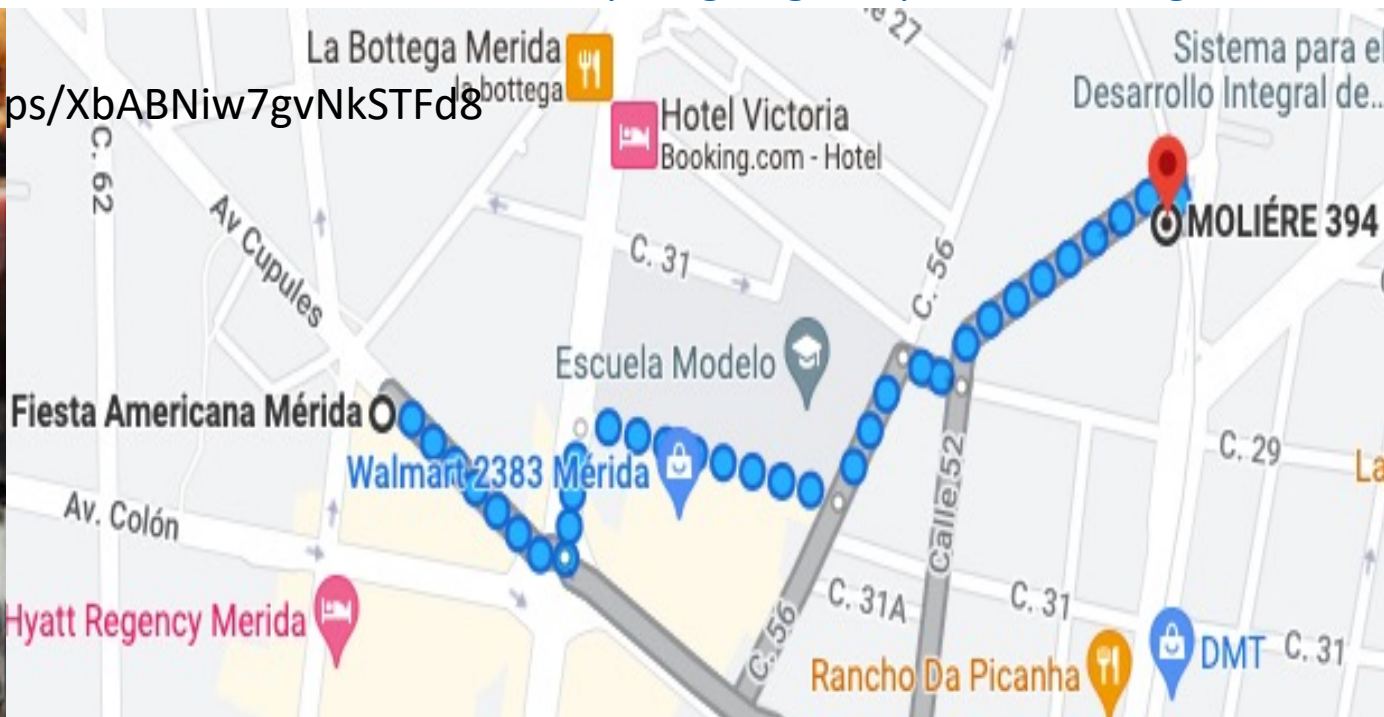 La Bottega Merida
la bottega
ps/XbABNiw7gvNkSTFd8
27
Sistema para el
Desarrollo Integral de...
Hotel Victoria
Booking.com - Hotel
C. 62
Av Cupules
C. 31
C. 56
MOLIÉRE 394
Escuela Modelo
Fiesta Americana Mérida
Walmart 2383 Mérida
C. 29
La
Av. Colón
Calle 52
Hyatt Regency Merida
C. 31A
C. 31
C. 56
Rancho Da Picanha
DMT
C. 31